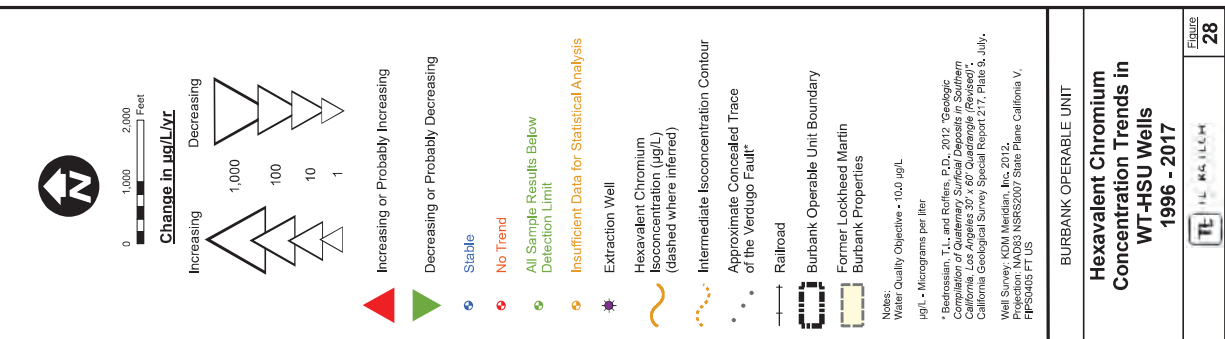 N
0 1,000 2,000
Feet
Change in µg/L/yr
Increasing Decreasing
1,000
100
10
1
Increasing or Probably Increasing
Decreasing or Probably Decreasing
Stable
No Trend
All Sample Results Below
Detection Limit
Insufficient Data for Statistical Analysis
Extraction Well
Hexavalent Chromium
Isoconcentration (µg/L)
(dashed where inferred)
Intermediate Isoconcentration Contour
Approximate Concealed Trace
of the Verdugo Fault*
Railroad
Burbank Operable Unit Boundary
Former Lockheed Martin
Burbank Properties
Notes:
Water Quality Objective - 10.0 µg/L
µg/L - Micrograms per liter
* Bedrossian, T.L. and Roffers, P.D., 2012 "Geologic
Compilation of Quaternary Surficial Deposits in Southern
California, Los Angeles 30' x 60' Quadrangle (Revised)".
California Geological Survey Special Report 217, Plate 9. July.
Well Survey: KDM Meridian, Inc. 2012.
Projection: NAD83 NSRS2007 State Plane Califonia V,
FIPS0405 FT US
BURBANK OPERABLE UNIT
Hexavalent Chromium
Concentration Trends in
WT-HSU Wells
1996 - 2017
Figure
28